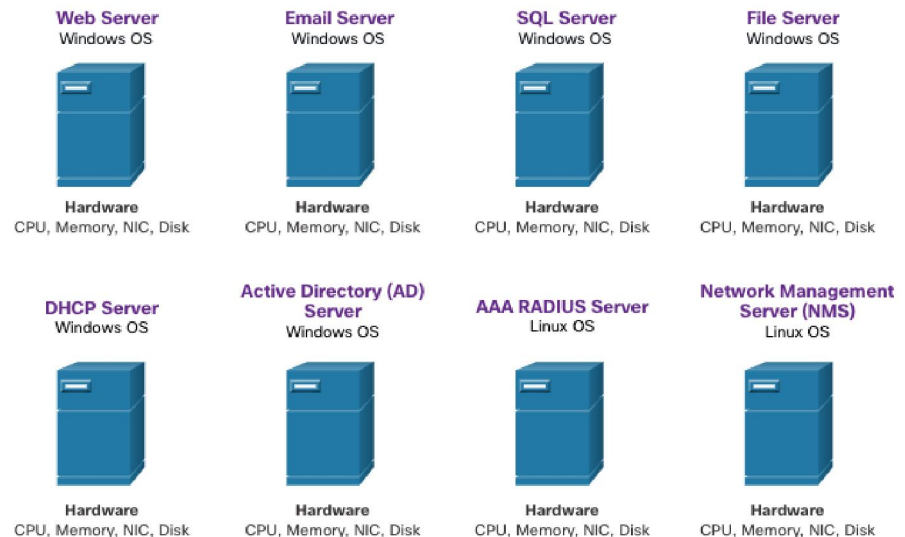 Web Server
Windows OS
Hardware
CPU, Memory, NIC, Disk
Email Server
Windows OS
Hardware
CPU, Memory, NIC, Disk
SQL Server
Windows OS
Hardware
CPU, Memory, NIC, Disk
File Server
Windows OS
Hardware
CPU, Memory, NIC, Disk
DHCP Server
Windows OS
Hardware
CPU, Memory, NIC, Disk
Active Directory (AD)
Server
Windows OS
Hardware
CPU, Memory, NIC, Disk
AAA RADIUS Server
Linux OS
Hardware
CPU, Memory, NIC, Disk
Network Management
Server (NMS)
Linux OS
Hardware
CPU, Memory, NIC, Disk